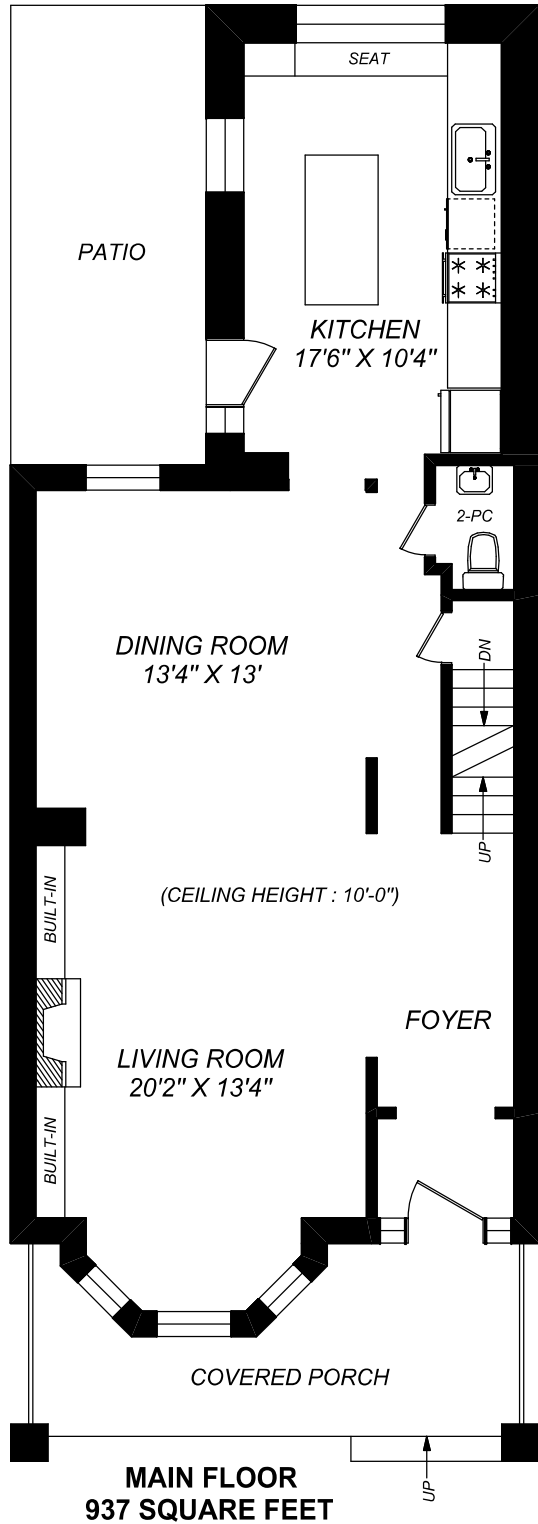 SEAT
PATIO
KITCHEN
17'6" X 10'4"
2-PC
DINING ROOM
13'4" X 13'
DN
UP
BUILT-IN
(CEILING HEIGHT : 10'-0")
FOYER
LIVING ROOM
20'2" X 13'4"
BUILT-IN
COVERED PORCH
MAIN FLOOR
937 SQUARE FEET
UP